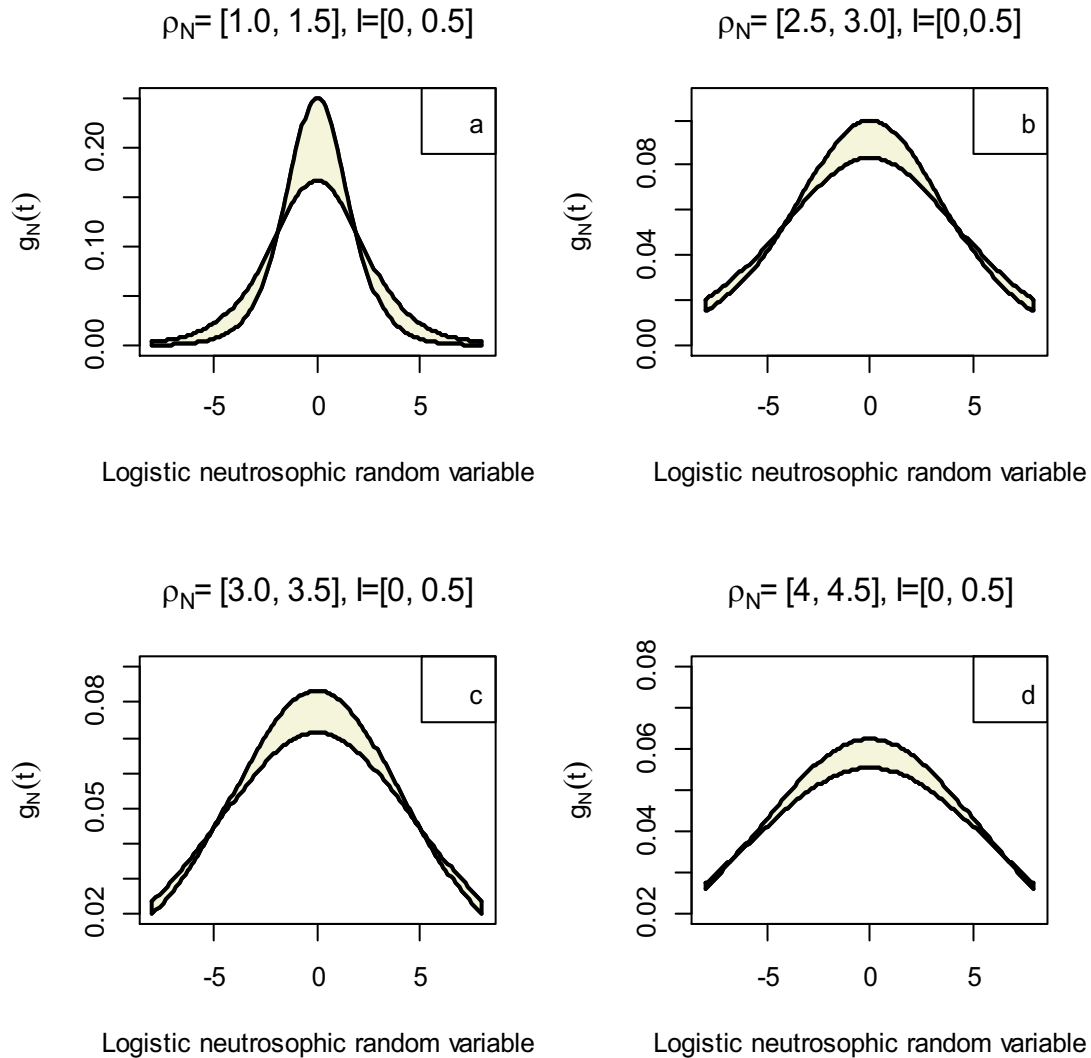 ρN= [1.0, 1.5], I=[0, 0.5]
a
gN(t)
0.00 0.10 0.20
-5 0 5
Logistic neutrosophic random variable
ρN= [2.5, 3.0], I=[0,0.5]
b
gN(t)
0.00 0.04 0.08
-5 0 5
Logistic neutrosophic random variable
ρN= [3.0, 3.5], I=[0, 0.5]
c
gN(t)
0.02 0.05 0.08
-5 0 5
Logistic neutrosophic random variable
ρN= [4, 4.5], I=[0, 0.5]
d
gN(t)
0.02 0.04 0.06 0.08
-5 0 5
Logistic neutrosophic random variable